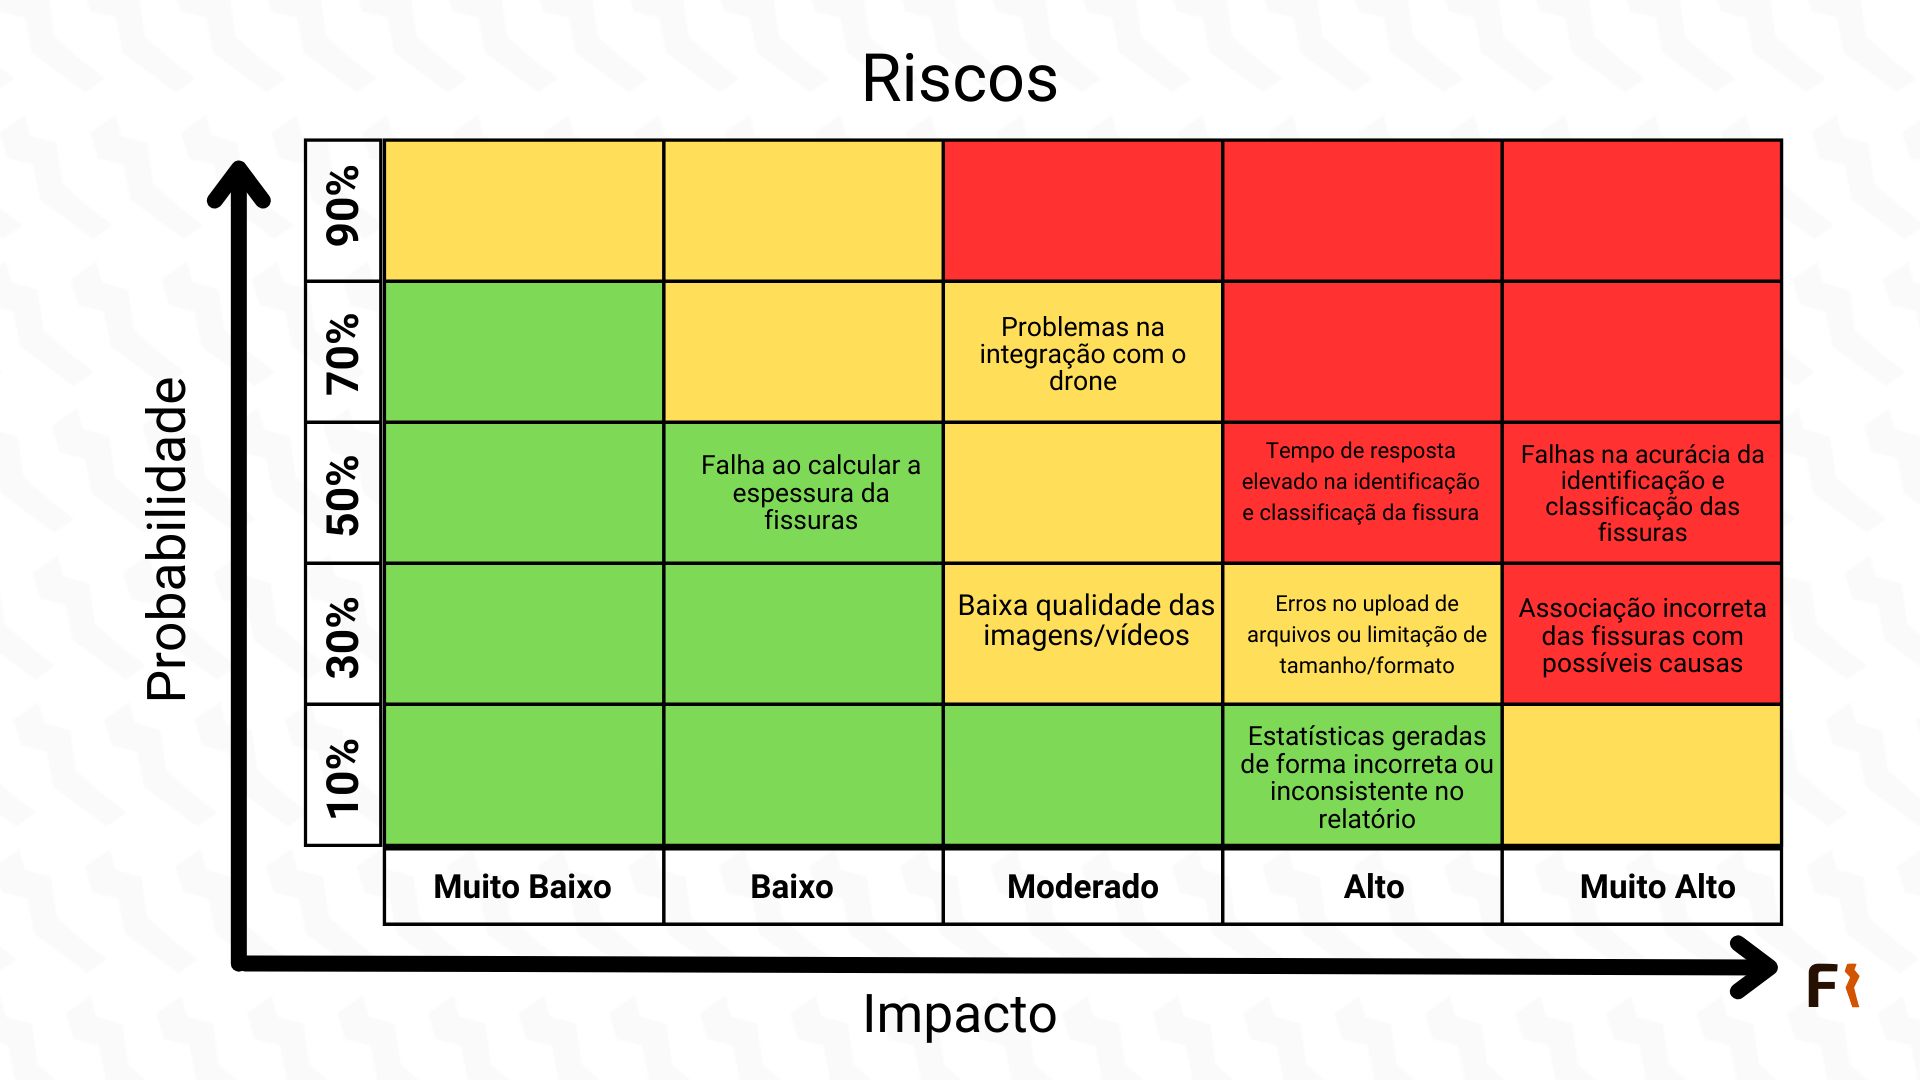 Riscos
Probabilidade
90%
70%
Problemas na
integração com o
drone
50%
Falha ao calcular a
espessura da
fissuras
Tempo de resposta
elevado na identificação
e classificaçã da fissura
Falhas na acurácia da
identificação e
classificação das
fissuras
30%
Baixa qualidade das
imagens/vídeos
Erros no upload de
arquivos ou limitação de
tamanho/formato
Associação incorreta
das fissuras com
possíveis causas
10%
Estatísticas geradas
de forma incorreta ou
inconsistente no
relatório
Muito Baixo
Baixo
Moderado
Alto
Muito Alto
Impacto
F